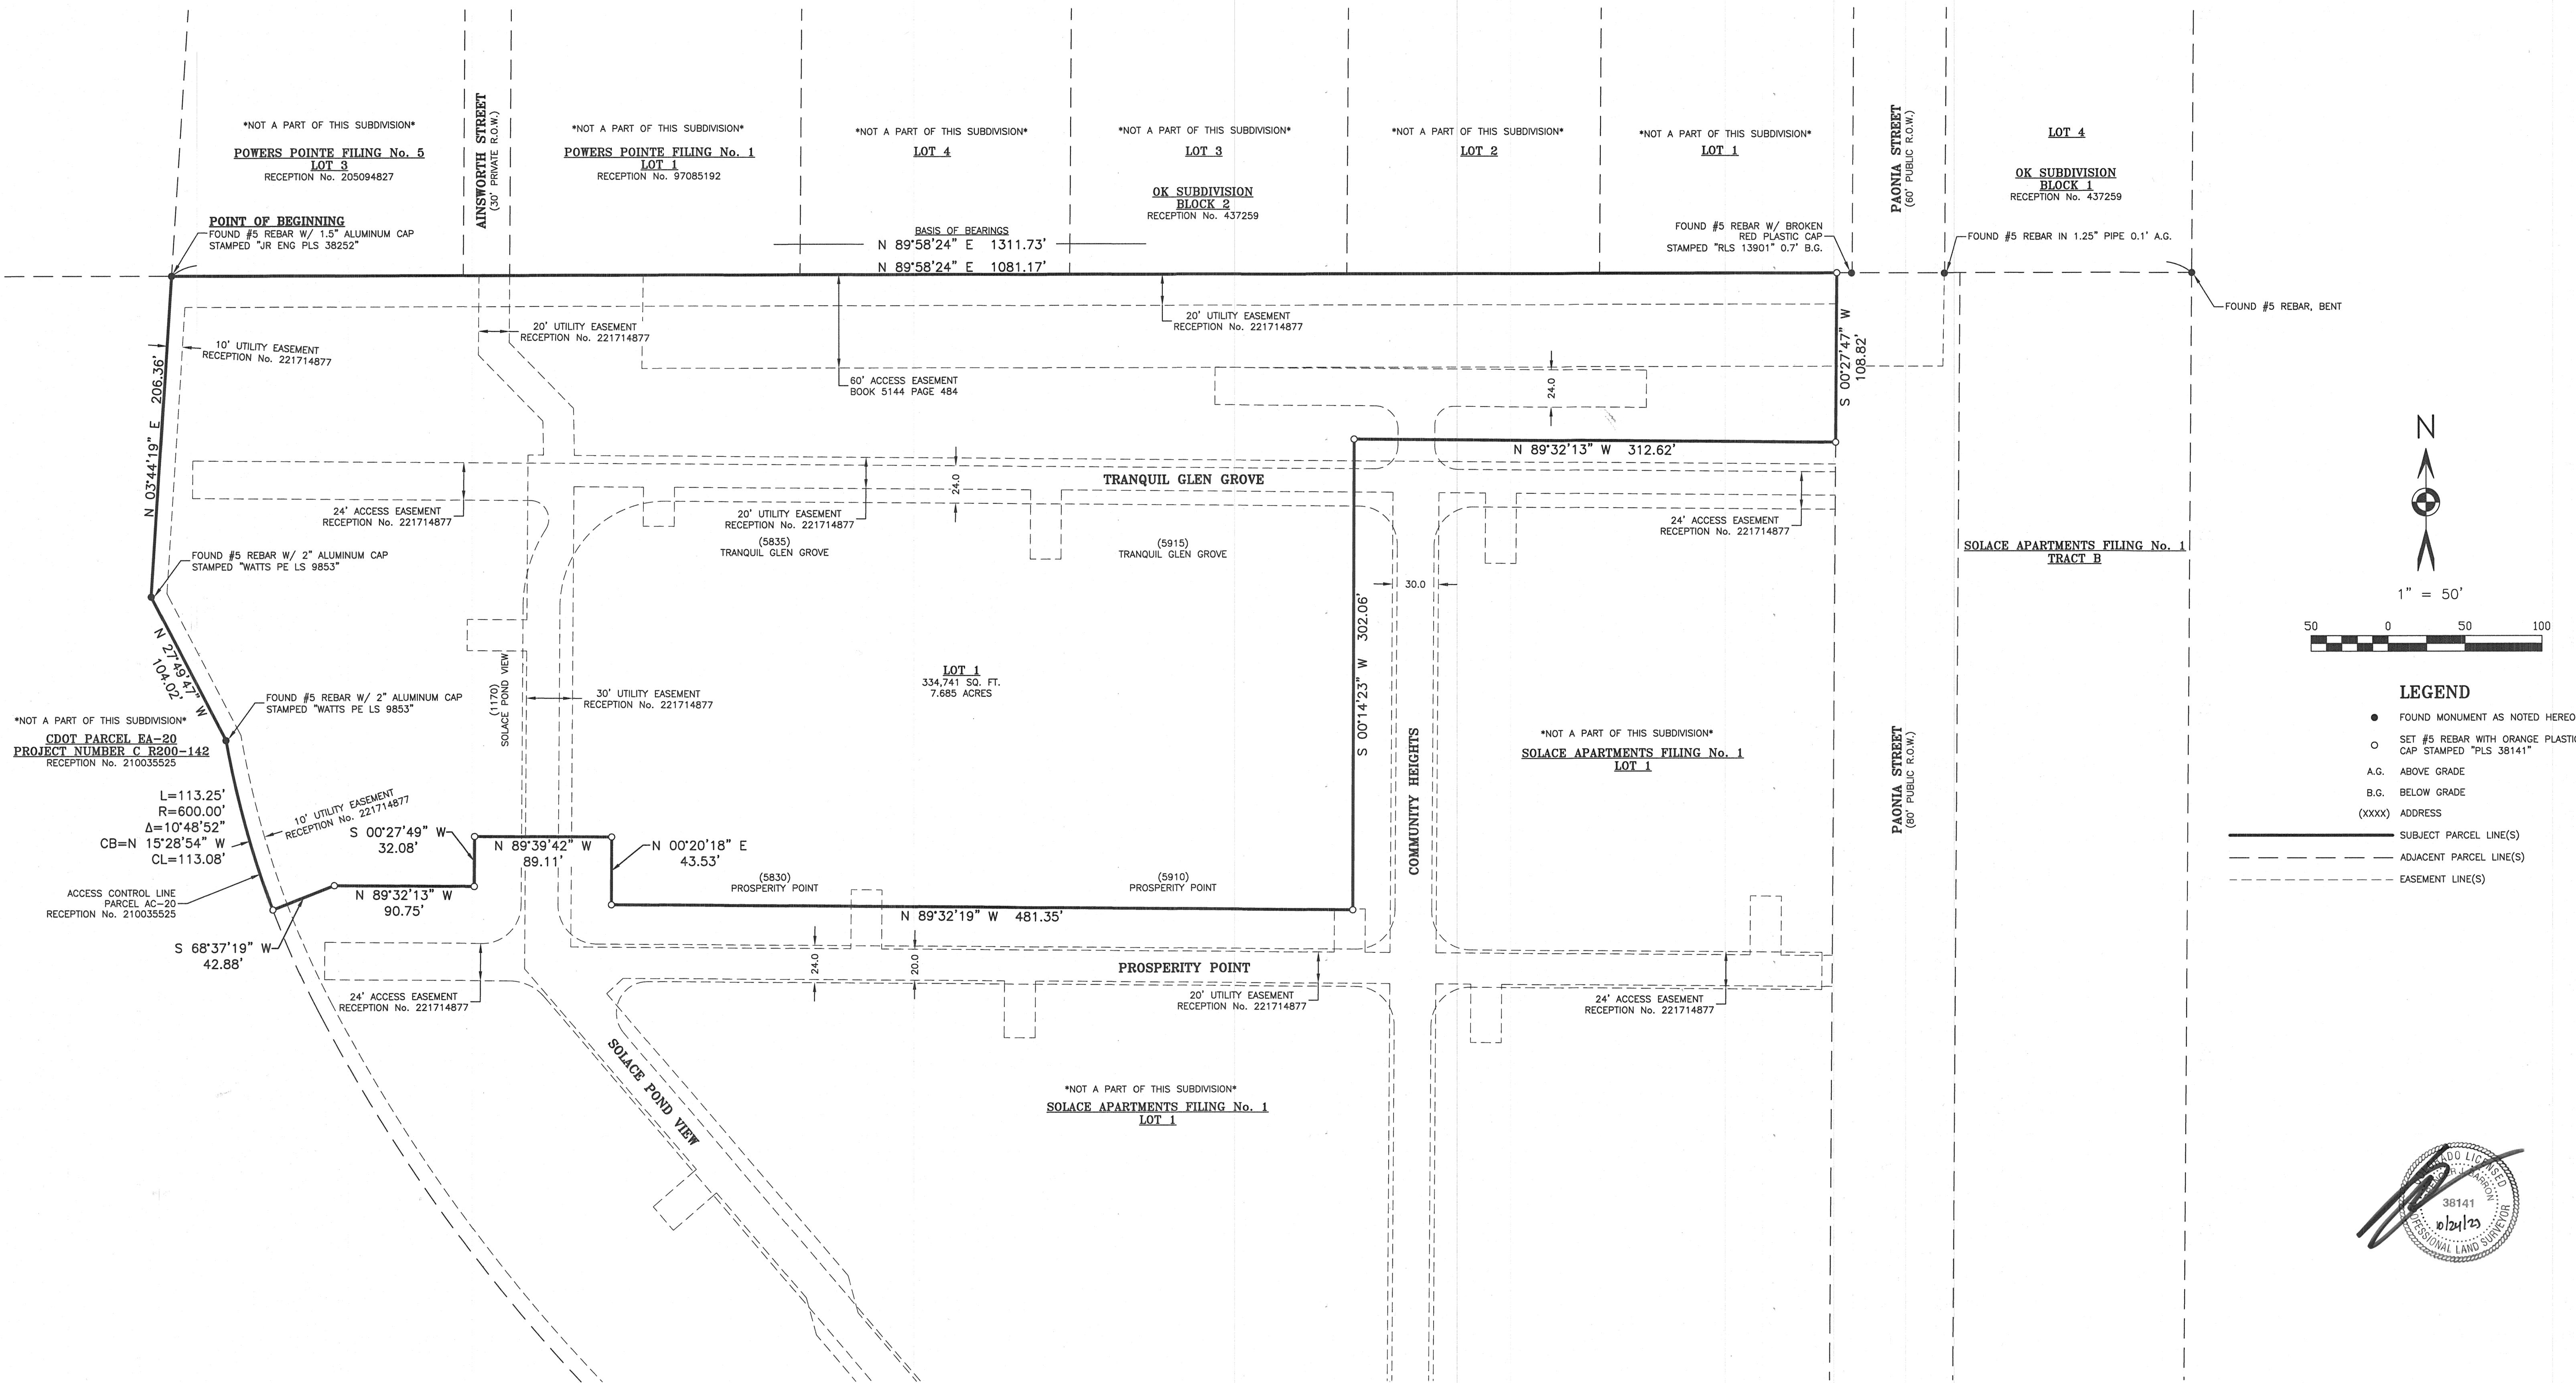 *NOT A PART OF THIS SUBDIVISION*
POWERS POINTE FILING No. 5
LOT 3
RECEPTION No. 205094827
AINSWORTH STREET
(30' PRIVATE R.O.W.)
*NOT A PART OF THIS SUBDIVISION*
POWERS POINTE FILING No. 1
LOT 1
RECEPTION No. 97085192
*NOT A PART OF THIS SUBDIVISION*
LOT 4
*NOT A PART OF THIS SUBDIVISION*
LOT 3
OK SUBDIVISION
BLOCK 2
RECEPTION No. 437259
*NOT A PART OF THIS SUBDIVISION*
LOT 2
*NOT A PART OF THIS SUBDIVISION*
LOT 1
PAONIA STREET
(60' PUBLIC R.O.W.)
LOT 4
OK SUBDIVISION
BLOCK 1
RECEPTION No. 437259
POINT OF BEGINNING
FOUND #5 REBAR W/ 1.5" ALUMINUM CAP
STAMPED "JR ENG PLS 38252"
BASIS OF BEARINGS
N 89°58'24" E 1311.73'
N 89°58'24" E 1081.17'
FOUND #5 REBAR W/ BROKEN
RED PLASTIC CAP
STAMPED "RLS 13901" 0.7' B.G.
FOUND #5 REBAR IN 1.25" PIPE 0.1' A.G.
FOUND #5 REBAR, BENT
10' UTILITY EASEMENT
RECEPTION No. 221714877
20' UTILITY EASEMENT
RECEPTION No. 221714877
60' ACCESS EASEMENT
BOOK 5144 PAGE 484
20' UTILITY EASEMENT
RECEPTION No. 221714877
24.0
S 00°27'47" W
108.82'
N 03°44'19" E 206.36'
N 89°32'13" W 312.62'
TRANQUIL GLEN GROVE
24.0
24' ACCESS EASEMENT
RECEPTION No. 221714877
20' UTILITY EASEMENT
RECEPTION No. 221714877
(5835)
TRANQUIL GLEN GROVE
(5915)
TRANQUIL GLEN GROVE
24' ACCESS EASEMENT
RECEPTION No. 221714877
FOUND #5 REBAR W/ 2" ALUMINUM CAP
STAMPED "WATTS PE LS 9853"
SOLACE APARTMENTS FILING No. 1
TRACT B
30.0
N
1" = 50'
50 0 50 100
N 27°49'47" W
104.02'
S 00°14'23" W 302.06'
LOT 1
334,741 SQ. FT.
7.685 ACRES
(1170)
SOLACE POND VIEW
30' UTILITY EASEMENT
RECEPTION No. 221714877
FOUND #5 REBAR W/ 2" ALUMINUM CAP
STAMPED "WATTS PE LS 9853"
*NOT A PART OF THIS SUBDIVISION*
CDOT PARCEL EA-20
PROJECT NUMBER C R200-142
RECEPTION No. 210035525
COMMUNITY HEIGHTS
*NOT A PART OF THIS SUBDIVISION*
SOLACE APARTMENTS FILING No. 1
LOT 1
PAONIA STREET
(80' PUBLIC R.O.W.)
LEGEND
FOUND MONUMENT AS NOTED HEREO
SET #5 REBAR WITH ORANGE PLASTIC
CAP STAMPED "PLS 38141"
A.G. ABOVE GRADE
B.G. BELOW GRADE
(XXXX) ADDRESS
SUBJECT PARCEL LINE(S)
ADJACENT PARCEL LINE(S)
EASEMENT LINE(S)
L=113.25'
R=600.00'
Δ=10°48'52"
CB=N 15°28'54" W
CL=113.08'
10' UTILITY EASEMENT
RECEPTION No. 221714877
S 00°27'49" W
32.08'
N 89°39'42" W
89.11'
N 00°20'18" E
43.53'
ACCESS CONTROL LINE
PARCEL AC-20
RECEPTION No. 210035525
N 89°32'13" W
90.75'
(5830)
PROSPERITY POINT
(5910)
PROSPERITY POINT
N 89°32'19" W 481.35'
S 68°37'19" W
42.88'
24.0
20.0
PROSPERITY POINT
24' ACCESS EASEMENT
RECEPTION No. 221714877
20' UTILITY EASEMENT
RECEPTION No. 221714877
24' ACCESS EASEMENT
RECEPTION No. 221714877
SOLACE POND VIEW
*NOT A PART OF THIS SUBDIVISION*
SOLACE APARTMENTS FILING No. 1
LOT 1
LICENSED
38141
10/24/23
PROFESSIONAL LAND SURVEYOR